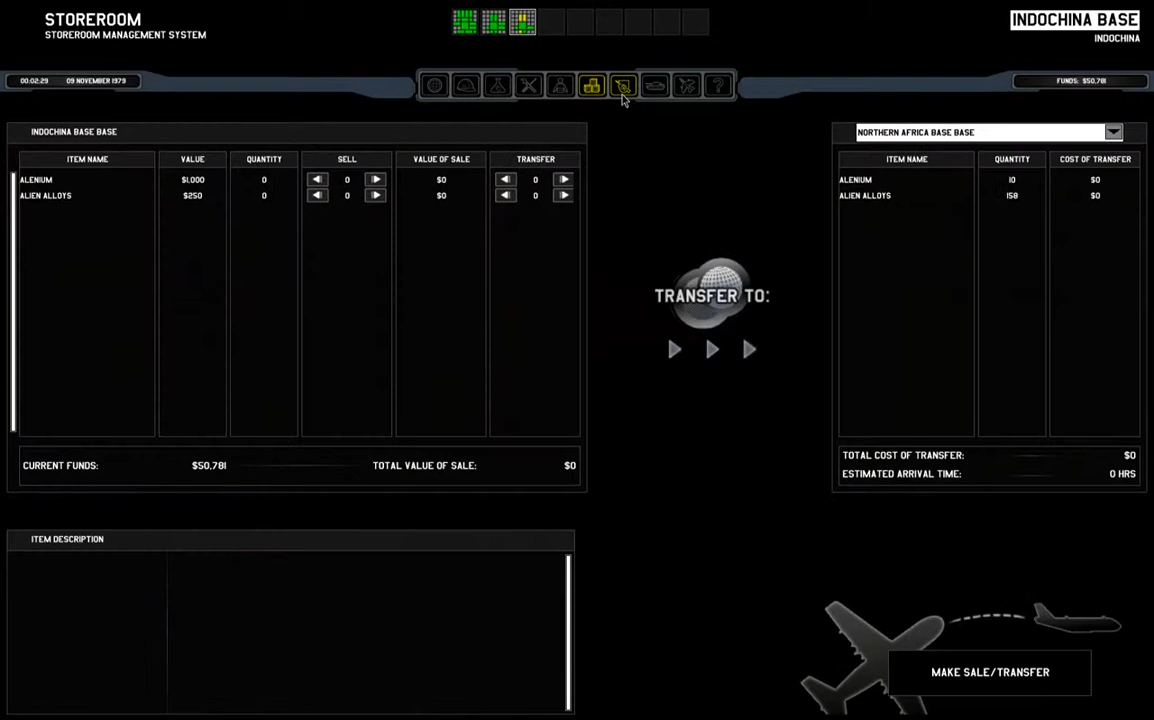 STOREROOM
STOREROOM MANAGEMENT SYSTEM
INDOCHINA BASE
INDOCHINA
00:02:29 09 NOVEMBER 1979
?
FUNDS: $50,781
INDOCHINA BASE BASE
ITEM NAME VALUE QUANTITY SELL VALUE OF SALE TRANSFER
ALENIUM $1,000 0 0 $0 0
ALIEN ALLOYS $250 0 0 $0 0
CURRENT FUNDS: $50,781 TOTAL VALUE OF SALE: $0
TRANSFER TO:
NORTHERN AFRICA BASE BASE
ITEM NAME QUANTITY COST OF TRANSFER
ALENIUM 10 $0
ALIEN ALLOYS 158 $0
TOTAL COST OF TRANSFER: $0
ESTIMATED ARRIVAL TIME: 0 HRS
ITEM DESCRIPTION
MAKE SALE/TRANSFER